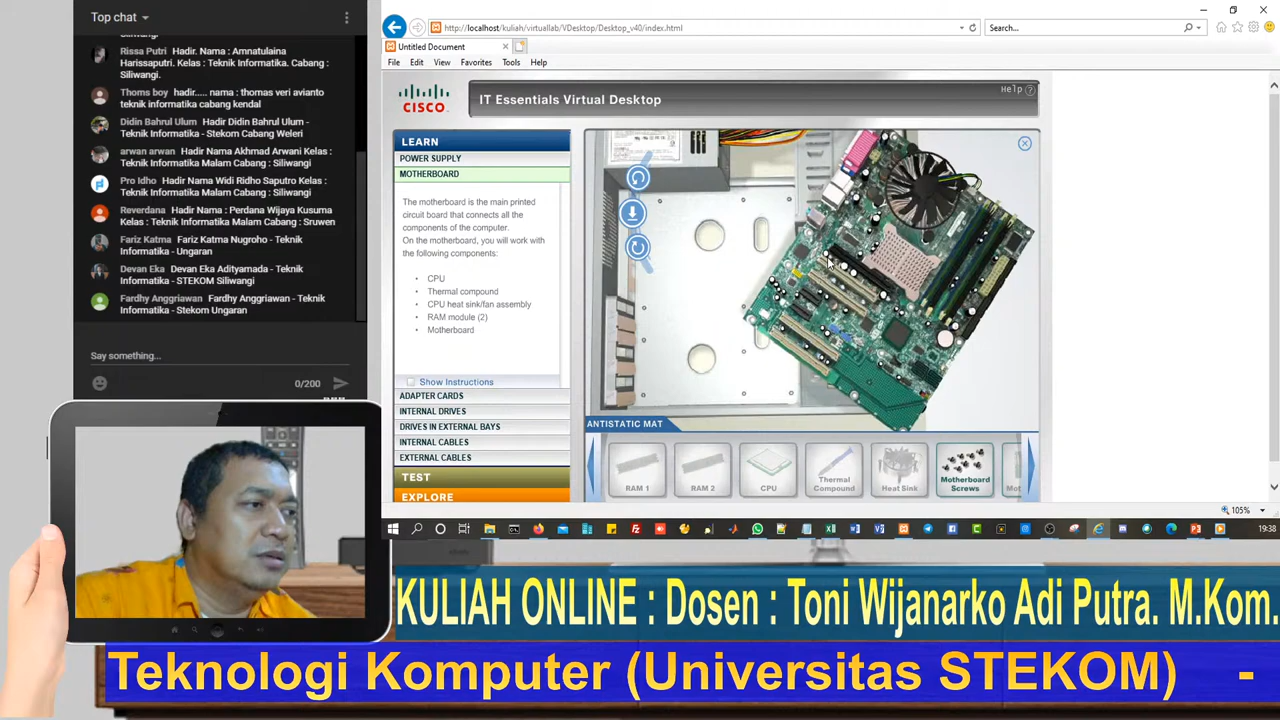 Top chat
Siliwangi
Rissa Putri Hadir. Nama : Amnatulaina
Harissaputri. Kelas : Teknik Informatika. Cabang :
Siliwangi.
Thoms boy hadir..... nama : thomas veri avianto
teknik informatika cabang kendal
Didin Bahrul Ulum Hadir Didin Bahrul Ulum -
Teknik Informatika - Stekom Cabang Weleri
arwan arwani Hadir Nama Akhmad Arwani Kelas :
Teknik Informatika Malam Cabang : Siliwangi
Pro Idho Hadir Nama Widi Ridho Saputro Kelas :
Teknik Informatika Malam Cabang : Siliwangi
Reverdana Hadir Nama : Perdana Wijaya Kusuma
Kelas : Teknik Informatika Malam Cabang : Sruwen
Fariz Katma Fariz Katma Nugroho - Teknik
Informatika - Ungaran
Devan Eka Devan Eka Adityamada - Teknik
Informatika - STEKOM Siliwangi
Fardhy Anggriawan Fardhy Anggriawan - Teknik
Informatika - Stekom Ungaran
Say something...
0/200
http://localhost/kuliah/virtuallab/VDesktop/Desktop_v40/index.html
Search...
Untitled Document
File Edit View Favorites Tools Help
CISCO
IT Essentials Virtual Desktop
Help ?
LEARN
POWER SUPPLY
MOTHERBOARD
The motherboard is the main printed
circuit board that connects all the
components of the computer.
On the motherboard, you will work with
the following components:
• CPU
• Thermal compound
• CPU heat sink/fan assembly
• RAM module (2)
• Motherboard
Show Instructions
ADAPTER CARDS
INTERNAL DRIVES
DRIVES IN EXTERNAL BAYS
INTERNAL CABLES
EXTERNAL CABLES
TEST
EXPLORE
ANTISTATIC MAT
RAM 1
RAM 2
CPU
Thermal
Compound
Heat Sink
Motherboard
Screws
105%
19:38
KULIAH ONLINE : Dosen : Toni Wijanarko Adi Putra. M.Kom.
Teknologi Komputer (Universitas STEKOM) -